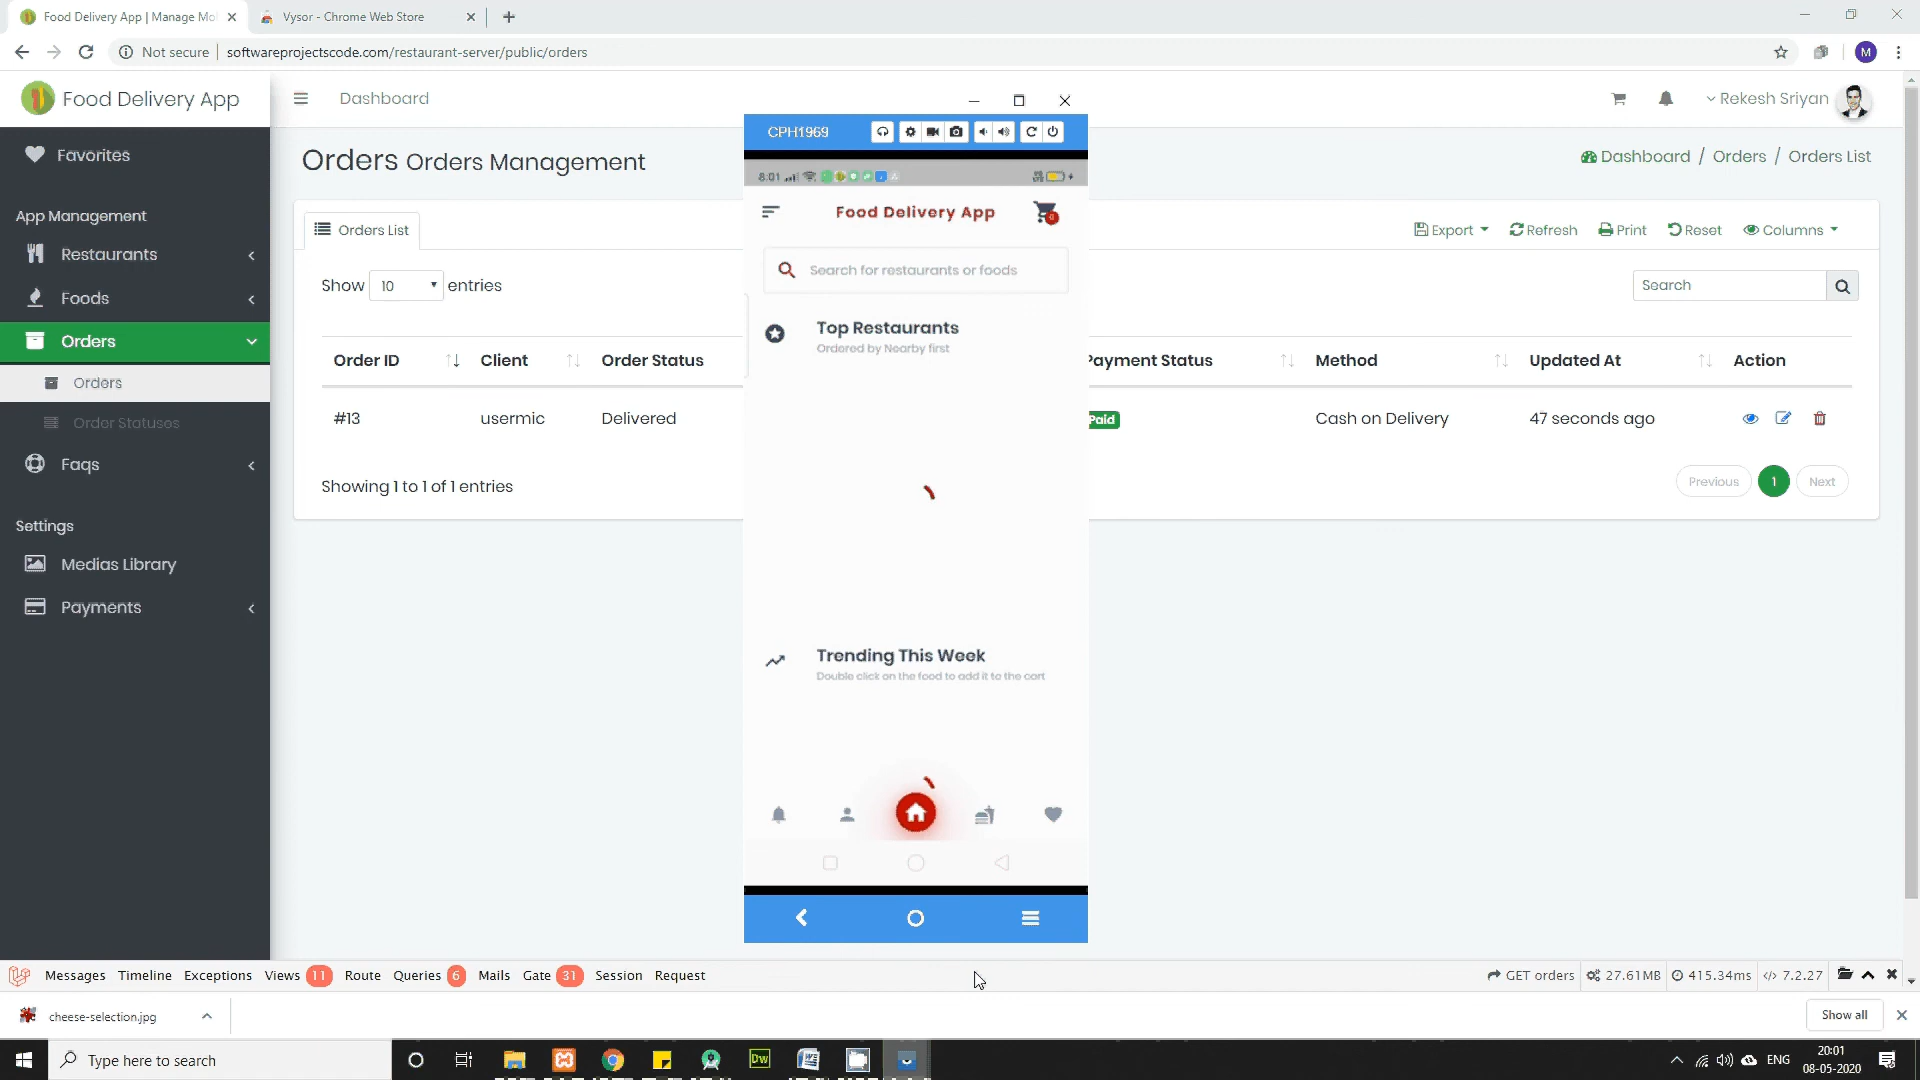 Food Delivery App | Manage Mo
Vysor - Chrome Web Store
Not secure
softwareprojectscode.com/restaurant-server/public/orders
M
Food Delivery App
Dashboard
Rekesh Sriyan
Favorites
App Management
Restaurants
Foods
Orders
Orders
Order Statuses
Faqs
Settings
Medias Library
Payments
Orders Orders Management
Dashboard / Orders / Orders List
Orders List
Export
Refresh
Print
Reset
Columns
Show 10 entries
Search
Order ID
Client
Order Status
Payment Status
Method
Updated At
Action
#13
usermic
Delivered
Paid
Cash on Delivery
47 seconds ago
Showing 1 to 1 of 1 entries
Previous
1
Next
CPH1969
8:01
Food Delivery App
0
Search for restaurants or foods
Top Restaurants
Ordered by Nearby first
Trending This Week
Double click on the food to add it to the cart
Messages
Timeline
Exceptions
Views 11
Route
Queries 6
Mails
Gate 31
Session
Request
GET orders
27.61MB
415.34ms
7.2.27
cheese-selection.jpg
Show all
Type here to search
Dw
ENG
20:01
08-05-2020